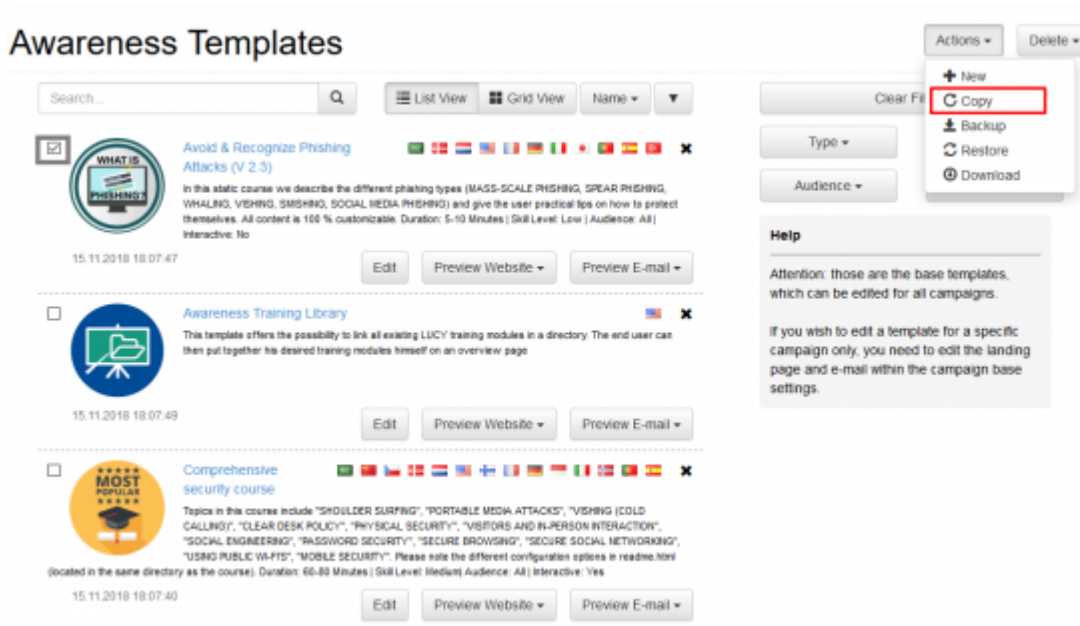 Awareness Templates
Actions
Delete
New
Copy
Backup
Restore
Download
Search...
List View
Grid View
Name
Clear Fil
Type
Audience
WHAT IS
PHISHING?
Avoid & Recognize Phishing
Attacks (V 2.3)
In this static course we describe the different phishing types (MASS-SCALE PHISHING, SPEAR PHISHING,
WHALING, VISHING, SMISHING, SOCIAL MEDIA PHISHING) and give the user practical tips on how to protect
themselves. All content is 100 % customizable. Duration: 5-10 Minutes | Skill Level: Low | Audience: All |
Interactive: No
15.11.2018 18:07:47
Edit
Preview Website
Preview E-mail
Help
Attention: those are the base templates,
which can be edited for all campaigns.
If you wish to edit a template for a specific
campaign only, you need to edit the landing
page and e-mail within the campaign base
settings.
Awareness Training Library
This template offers the possibility to link all existing LUCY training modules in a directory. The end user can
then put together his desired training modules himself on an overview page
15.11.2018 18:07:49
Edit
Preview Website
Preview E-mail
MOST
POPULAR
Comprehensive
security course
Topics in this course include "SHOULDER SURFING", "PORTABLE MEDIA ATTACKS", "VISHING (COLD
CALLING)", "CLEAR DESK POLICY", "PHYSICAL SECURITY", "VISITORS AND IN-PERSON INTERACTION",
"SOCIAL ENGINEERING", "PASSWORD SECURITY", "SECURE BROWSING", "SECURE SOCIAL NETWORKING",
"USING PUBLIC WI-FI'S", "MOBILE SECURITY". Please note the different configuration options in readme.html
(located in the same directory as the course). Duration: 60-80 Minutes | Skill Level: Medium| Audience: All | Interactive: Yes
15.11.2018 18:07:40
Edit
Preview Website
Preview E-mail